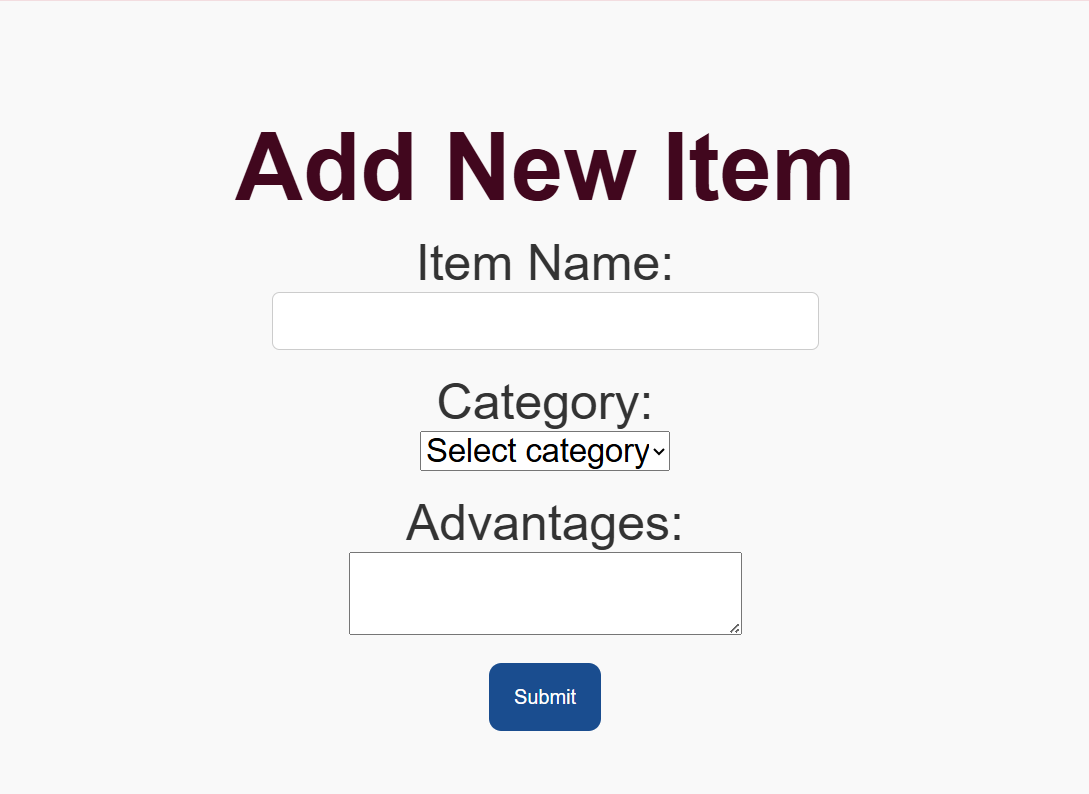 Add New Item
Item Name:
Category:
Select category
Advantages:
Submit